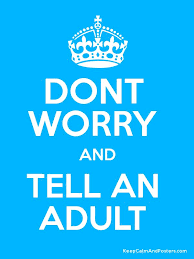 DONT
WORRY
AND
TELL AN
ADULT
KeepCalmAndPosters.com